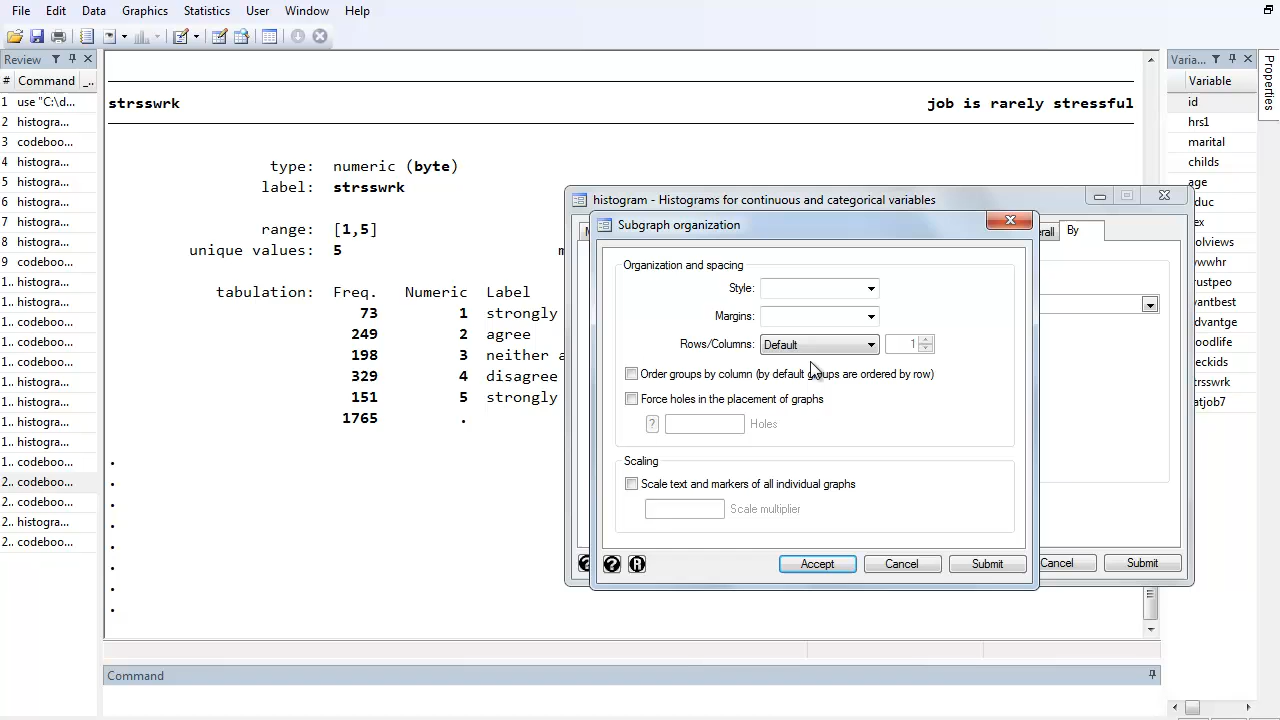 File Edit Data Graphics Statistics User Window Help
Review
# Command
1 use "C:\d...
2 histogra...
3 codeboo...
4 histogra...
5 histogra...
6 histogra...
7 histogra...
8 histogra...
9 codeboo...
1.. histogra...
1.. histogra...
1.. codeboo...
1.. codeboo...
1.. histogra...
1.. codeboo...
1.. histogra...
1.. histogra...
1.. histogra...
1.. codeboo...
2.. codeboo...
2.. codeboo...
2.. histogra...
2.. codeboo...
strsswrk job is rarely stressful
type: numeric (byte)
label: strsswrk
range: [1,5]
unique values: 5
tabulation: Freq. Numeric Label
73 1 strongly
249 2 agree
198 3 neither
329 4 disagree
151 5 strongly
1765 .
.
.
.
.
.
.
.
.
histogram - Histograms for continuous and categorical variables
By
Subgraph organization
Organization and spacing
Style:
Margins:
Rows/Columns: Default 1
Order groups by column (by default groups are ordered by row)
Force holes in the placement of graphs
? Holes
Scaling
Scale text and markers of all individual graphs
Scale multiplier
? R Accept Cancel Submit
Cancel Submit
Command
Varia...
Variable
id
hrs1
marital
childs
age
Properties